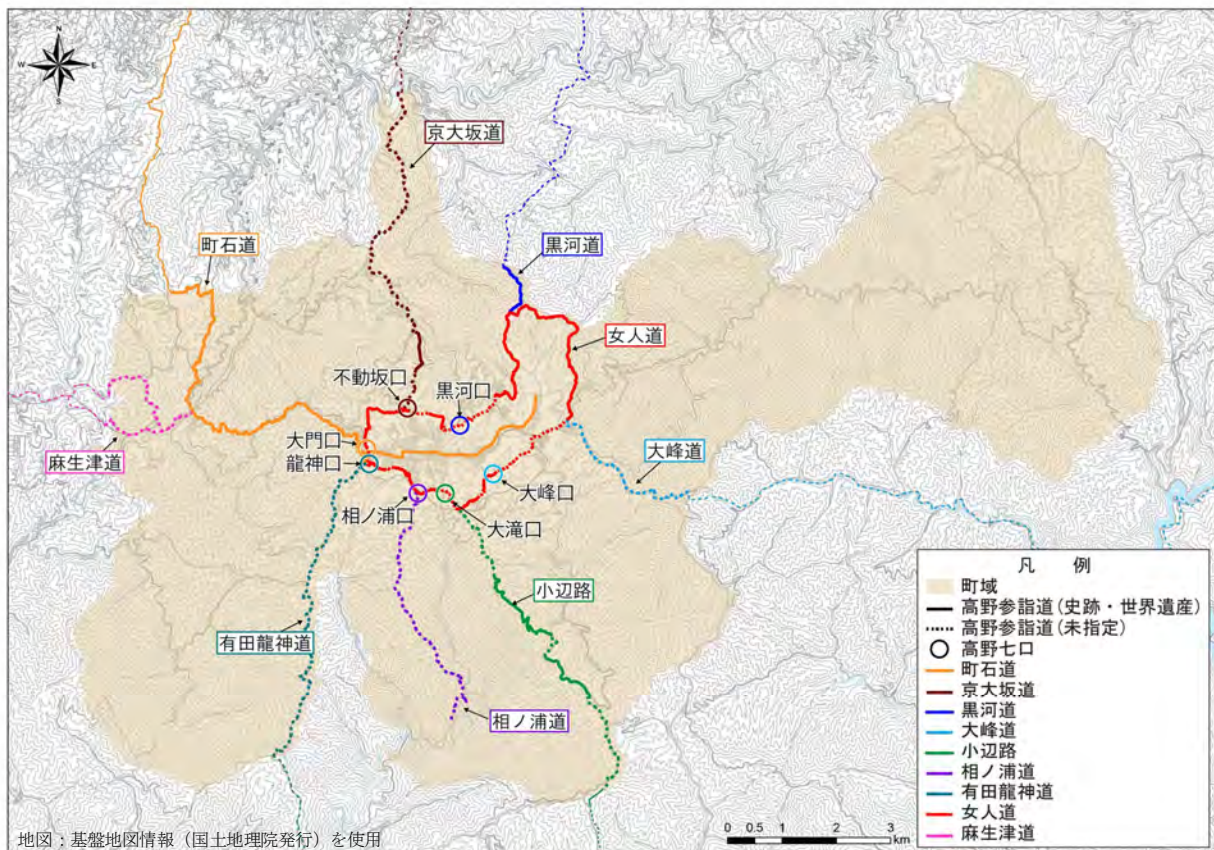 N
W
E
S
京大坂道
町石道
黒河道
女人道
不動坂口
黒河口
大門口
龍神口
麻生津道
大峰道
大峰口
相ノ浦口
大滝口
小辺路
有田龍神道
相ノ浦道
凡 例
町域
高野参詣道(史跡・世界遺産)
高野参詣道(未指定)
高野七口
町石道
京大坂道
黒河道
大峰道
小辺路
相ノ浦道
有田龍神道
女人道
麻生津道
0 0.5 1 2 3
km
地図:基盤地図情報(国土地理院発行)を使用